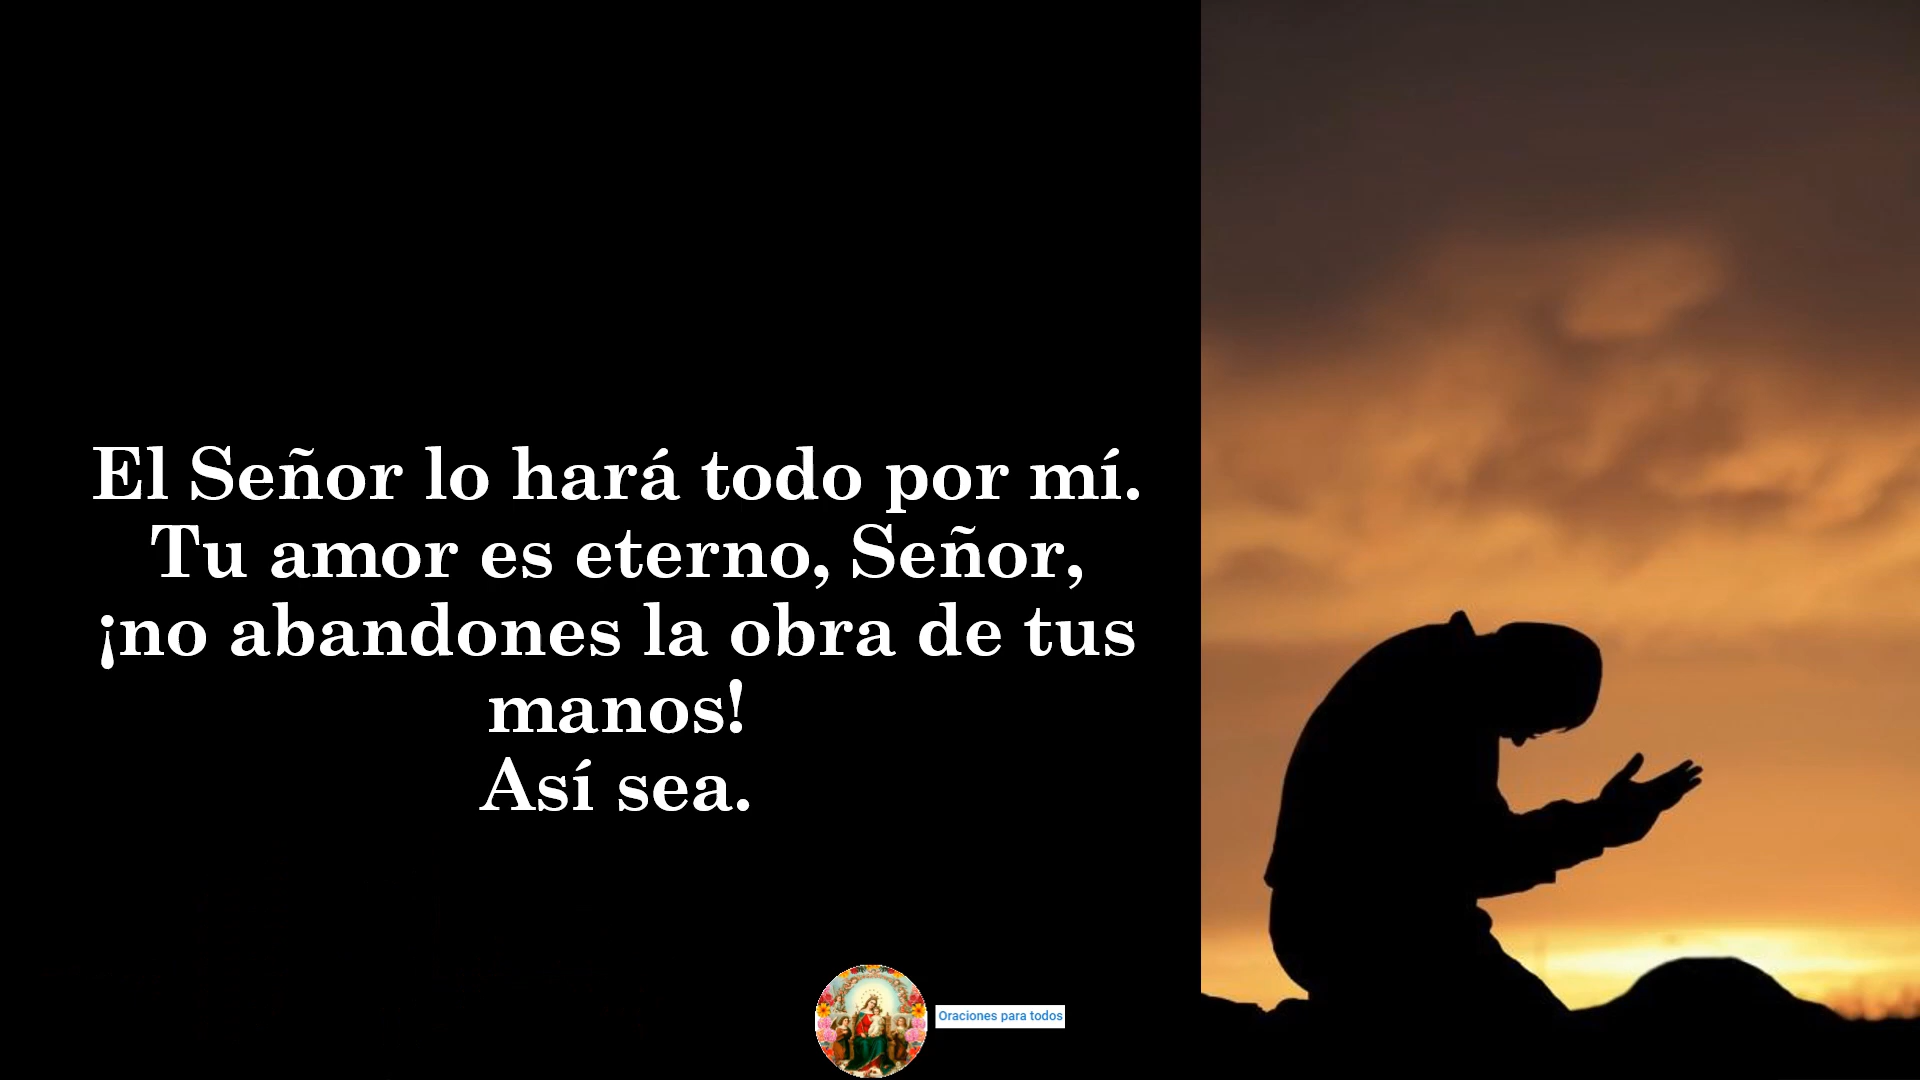 El Señor lo hará todo por mí.
Tu amor es eterno, Señor,
¡no abandones la obra de tus
manos!
Así sea.
Oraciones para todos